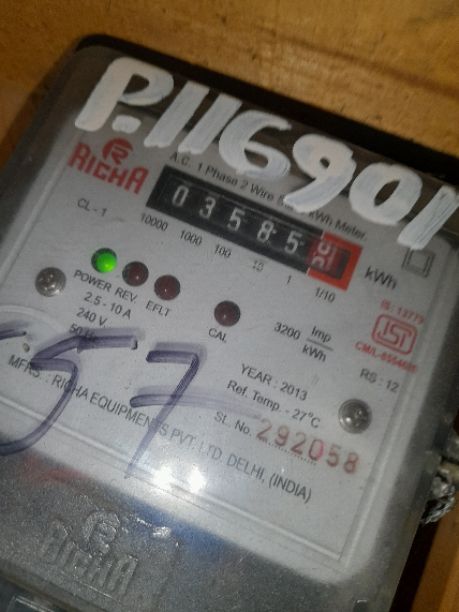 P.116901
RICHA
A.C. 1 Phase 2 Wire kWh Meter
03585
CL - 1
10000 1000 100 10 1 1/10
kWh
POWER REV. EFLT
2.5 - 10 A
240 V.
CAL
3200 Imp/kWh
IS : 13779
CM/L-
RS : 12
YEAR : 2013
Ref. Temp. - 27°C
57
SL. No. 292058
MFRS : RICHA EQUIPMENTS PVT. LTD. DELHI, (INDIA)
RICHA